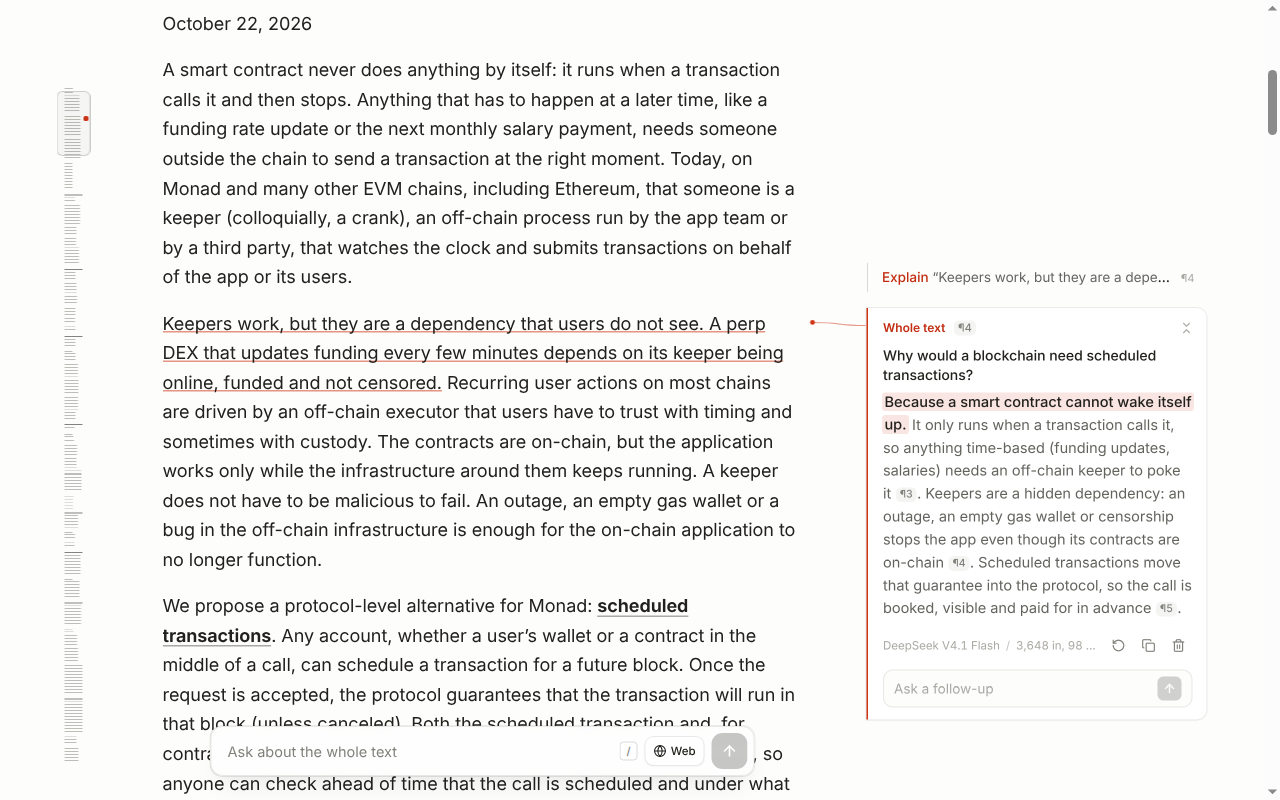 October 22, 2026
A smart contract never does anything by itself: it runs when a transaction
calls it and then stops. Anything that has to happen at a later time, like a
funding rate update or the next monthly salary payment, needs someone
outside the chain to send a transaction at the right moment. Today, on
Monad and many other EVM chains, including Ethereum, that someone is a
keeper (colloquially, a crank), an off-chain process run by the app team or
by a third party, that watches the clock and submits transactions on behalf
of the app or its users.
Keepers work, but they are a dependency that users do not see. A perp
DEX that updates funding every few minutes depends on its keeper being
online, funded and not censored. Recurring user actions on most chains
are driven by an off-chain executor that users have to trust with timing and
sometimes with custody. The contracts are on-chain, but the application
works only while the infrastructure around them keeps running. A keeper
does not have to be malicious to fail. An outage, an empty gas wallet or a
bug in the off-chain infrastructure is enough for the on-chain application to
no longer function.
We propose a protocol-level alternative for Monad: scheduled
transactions. Any account, whether a user’s wallet or a contract in the
middle of a call, can schedule a transaction for a future block. Once the
request is accepted, the protocol guarantees that the transaction will run in
that block (unless canceled). Both the scheduled transaction and, for
contra
, so
anyone can check ahead of time that the call is scheduled and under what
Ask about the whole text
/
Web
Explain “Keepers work, but they are a depe... ¶4
Whole text ¶4
Why would a blockchain need scheduled
transactions?
Because a smart contract cannot wake itself
up. It only runs when a transaction calls it,
so anything time-based (funding updates,
salaries) needs an off-chain keeper to poke
it ¶3 . Keepers are a hidden dependency: an
outage, an empty gas wallet or censorship
stops the app even though its contracts are
on-chain ¶4 . Scheduled transactions move
that guarantee into the protocol, so the call is
booked, visible and paid for in advance ¶5 .
DeepSeek V4.1 Flash / 3,648 in, 98 ...
Ask a follow-up